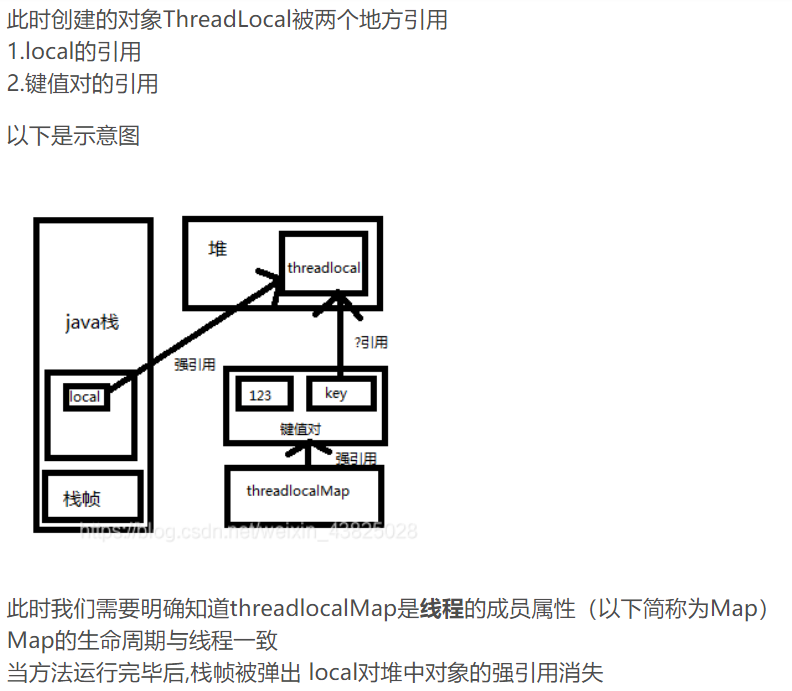 此时创建的对象ThreadLocal被两个地方引用
1.local的引用
2.键值对的引用
以下是示意图
堆
threadlocal
java栈
?引用
强引用
local
123
key
键值对
强引用
threadlocalMap
栈帧
https://blog.csdn.net/weixin_43825028
此时我们需要明确知道threadlocalMap是线程的成员属性（以下简称为Map）
Map的生命周期与线程一致
当方法运行完毕后,栈帧被弹出 local对堆中对象的强引用消失